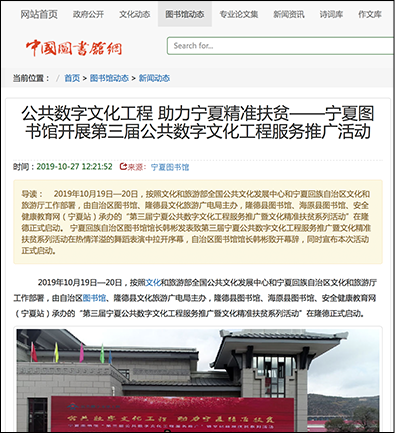 网站首页 政府公开 文化动态 图书馆动态 专业论文集 新闻资讯 诗词库 作文库
中国圖書館網
Search for...
当前位置： / 首页 > 图书馆动态 > 新闻动态
公共数字文化工程 助力宁夏精准扶贫——宁夏图
书馆开展第三届公共数字文化工程服务推广活动
时间：2019-10-27 12:21:52 来源：宁夏图书馆
导读： 2019年10月19日—20日，按照文化和旅游部全国公共文化发展中心和宁夏回族自治区文化和
旅游厅工作部署，由自治区图书馆、隆德县文化旅游广电局主办，隆德县图书馆、海原县图书馆、安全
健康教育网（宁夏站）承办的“第三届宁夏公共数字文化工程服务推广暨文化精准扶贫系列活动”在隆
德正式启动。 宁夏回族自治区图书馆馆长韩彬发表致第三届宁夏公共数字文化工程服务推广暨文化精
准扶贫系列活动在热情洋溢的舞蹈表演中拉开序幕，自治区图书馆馆长韩彬致开幕辞，同时宣布本次活动
正式启动。
2019年10月19日—20日，按照文化和旅游部全国公共文化发展中心和宁夏回族自治区文化和旅游厅
工作部署，由自治区图书馆、隆德县文化旅游广电局主办，隆德县图书馆、海原县图书馆、安全健康教育网
（宁夏站）承办的“第三届宁夏公共数字文化工程服务推广暨文化精准扶贫系列活动”在隆德正式启动。
公共数字文化工程 助力宁夏精准扶贫